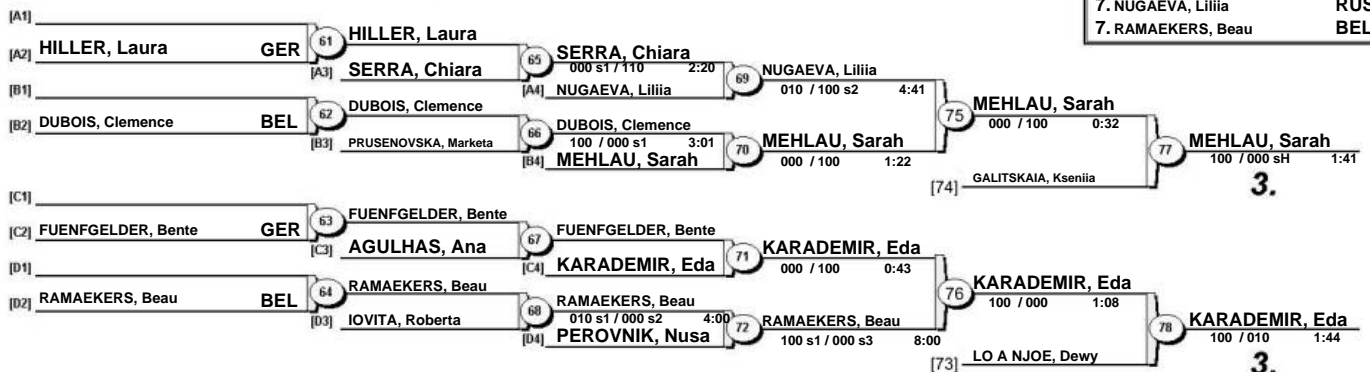 7. NUGAEVA, Liliia RUS
7. RAMAEKERS, Beau BEL
[A1]
[A2] HILLER, Laura GER
61
HILLER, Laura
[A3] SERRA, Chiara
65
SERRA, Chiara
000 s1 / 110 2:20
[A4] NUGAEVA, Liliia
69
NUGAEVA, Liliia
010 / 100 s2 4:41
[B1]
[B2] DUBOIS, Clemence BEL
62
DUBOIS, Clemence
[B3] PRUSENOVSKA, Marketa
66
DUBOIS, Clemence
100 / 000 s1 3:01
[B4] MEHLAU, Sarah
70
MEHLAU, Sarah
000 / 100 1:22
75
MEHLAU, Sarah
000 / 100 0:32
[74] GALITSKAIA, Kseniia
77
MEHLAU, Sarah
100 / 000 sH 1:41
3.
[C1]
[C2] FUENFGELDER, Bente GER
63
FUENFGELDER, Bente
[C3] AGULHAS, Ana
67
FUENFGELDER, Bente
[C4] KARADEMIR, Eda
71
KARADEMIR, Eda
000 / 100 0:43
[D1]
[D2] RAMAEKERS, Beau BEL
64
RAMAEKERS, Beau
[D3] IOVITA, Roberta
68
RAMAEKERS, Beau
010 s1 / 000 s2 4:00
[D4] PEROVNIK, Nusa
72
RAMAEKERS, Beau
100 s1 / 000 s3 8:00
76
KARADEMIR, Eda
100 / 000 1:08
[73] LO A NJOE, Dewy
78
KARADEMIR, Eda
100 / 010 1:44
3.